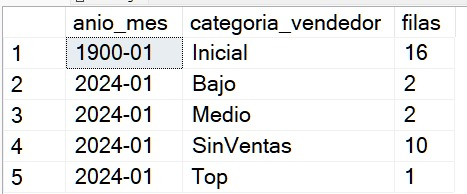 anio_mes categoria_vendedor filas
1 1900-01 Inicial 16
2 2024-01 Bajo 2
3 2024-01 Medio 2
4 2024-01 SinVentas 10
5 2024-01 Top 1